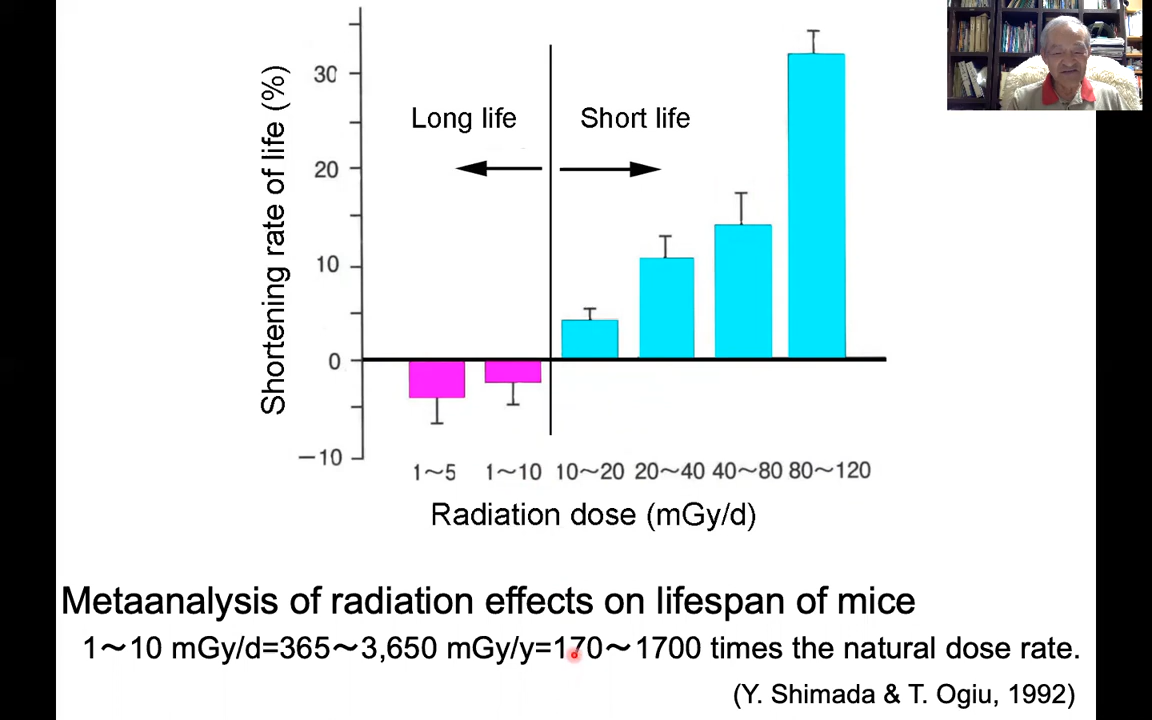 Shortening rate of life (%)
30
20
10
0
−10
Long life
Short life
1～5 1～10 10～20 20～40 40～80 80～120
Radiation dose (mGy/d)
Metaanalysis of radiation effects on lifespan of mice
1～10 mGy/d=365～3,650 mGy/y=170～1700 times the natural dose rate.
(Y. Shimada & T. Ogiu, 1992)